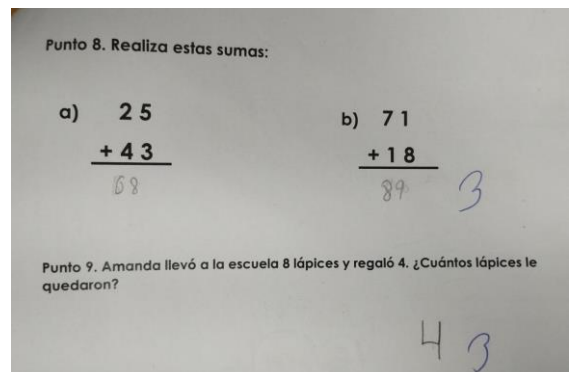 Punto 8. Realiza estas sumas:
a) 25 b) 71
+ 43 + 18
68 89 3
Punto 9. Amanda llevó a la escuela 8 lápices y regaló 4. ¿Cuántos lápices le
quedaron?
4 3